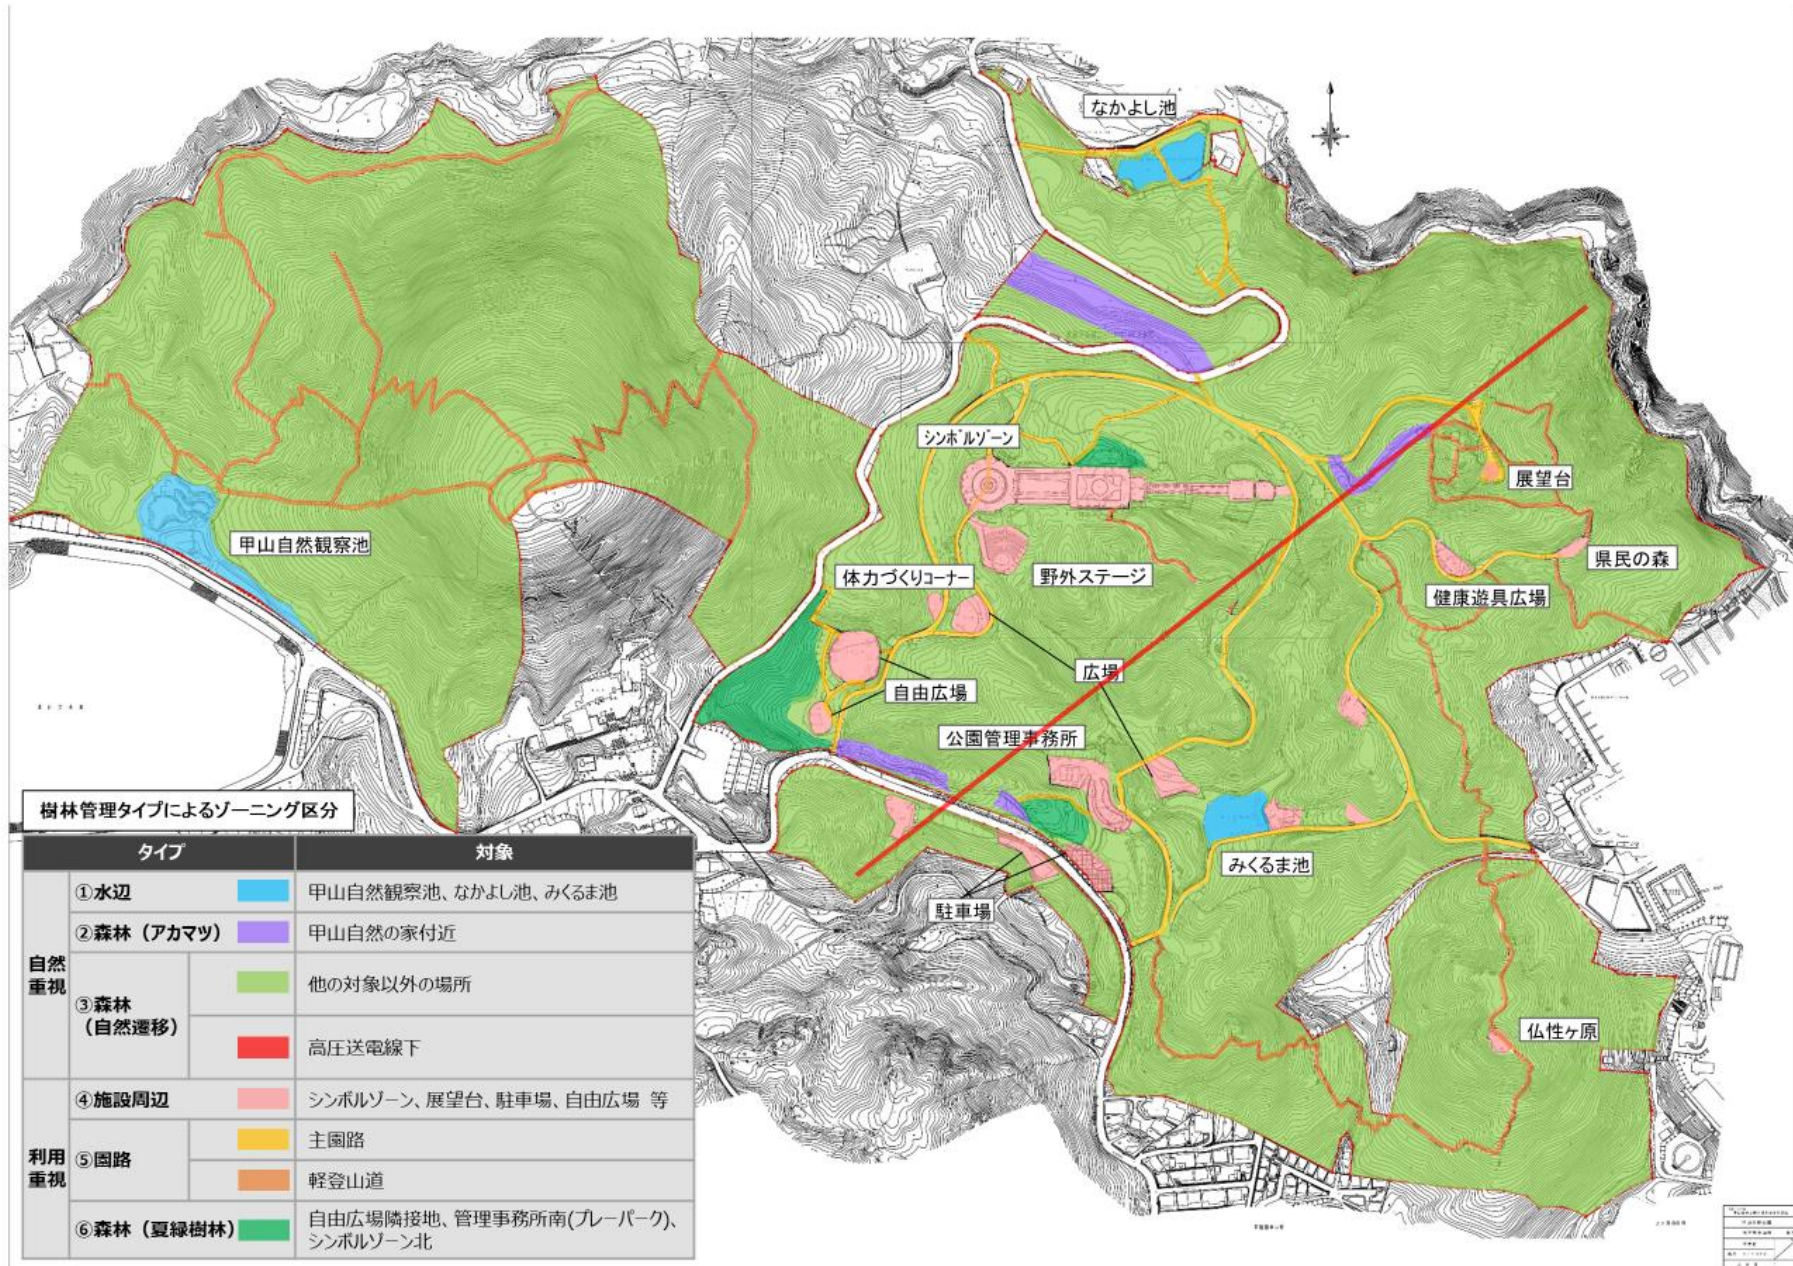 なかよし池
シンボルゾーン
展望台
甲山自然観察池
体力づくりコーナー
野外ステージ
県民の森
健康遊具広場
広場
自由広場
公園管理事務所
みくるま池
駐車場
仏性ヶ原
樹林管理タイプによるゾーニング区分
タイプ 対象
自然重視
①水辺 甲山自然観察池、なかよし池、みくるま池
②森林（アカマツ） 甲山自然の家付近
③森林（自然遷移） 他の対象以外の場所
高圧送電線下
利用重視
④施設周辺 シンボルゾーン、展望台、駐車場、自由広場 等
⑤園路 主園路
軽登山道
⑥森林（夏緑樹林） 自由広場隣接地、管理事務所南(プレーパーク)、
シンボルゾーン北